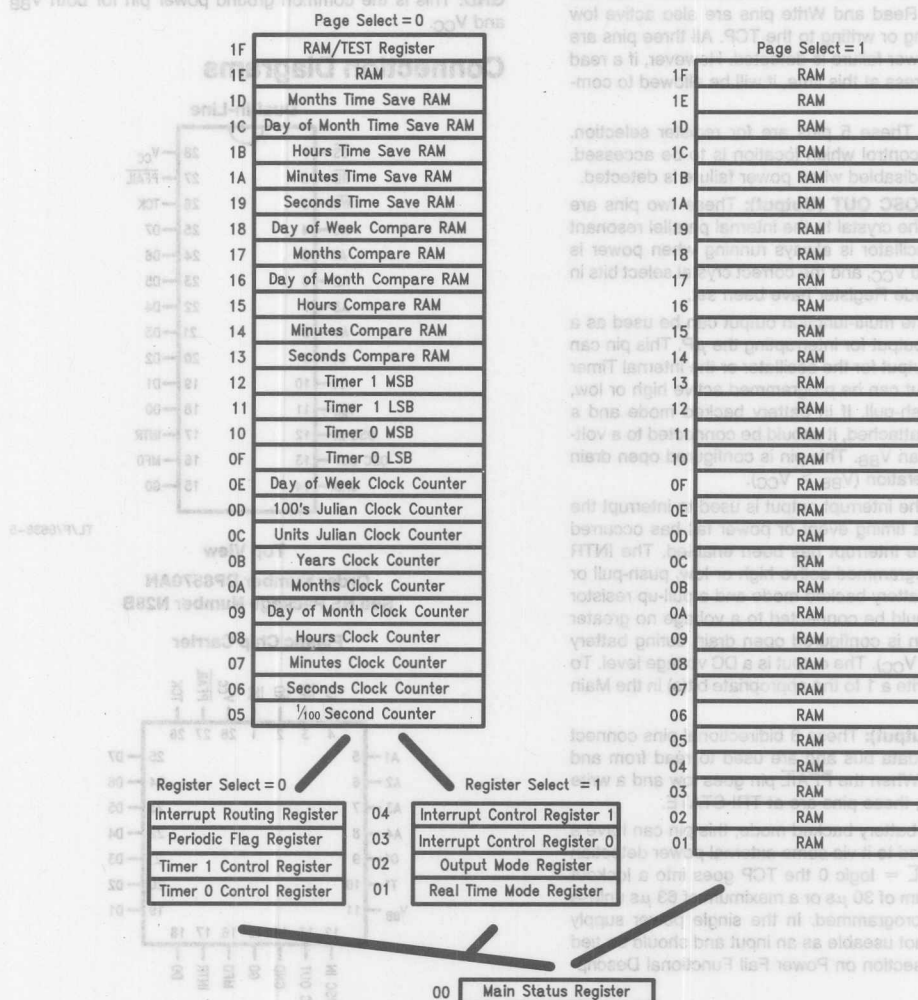 Page Select = 0
1F RAM/TEST Register
1E RAM
1D Months Time Save RAM
1C Day of Month Time Save RAM
1B Hours Time Save RAM
1A Minutes Time Save RAM
19 Seconds Time Save RAM
18 Day of Week Compare RAM
17 Months Compare RAM
16 Day of Month Compare RAM
15 Hours Compare RAM
14 Minutes Compare RAM
13 Seconds Compare RAM
12 Timer 1 MSB
11 Timer 1 LSB
10 Timer 0 MSB
0F Timer 0 LSB
0E Day of Week Clock Counter
0D 100's Julian Clock Counter
0C Units Julian Clock Counter
0B Years Clock Counter
0A Months Clock Counter
09 Day of Month Clock Counter
08 Hours Clock Counter
07 Minutes Clock Counter
06 Seconds Clock Counter
05 1/100 Second Counter
Page Select = 1
1F RAM
1E RAM
1D RAM
1C RAM
1B RAM
1A RAM
19 RAM
18 RAM
17 RAM
16 RAM
15 RAM
14 RAM
13 RAM
12 RAM
11 RAM
10 RAM
0F RAM
0E RAM
0D RAM
0C RAM
0B RAM
0A RAM
09 RAM
08 RAM
07 RAM
06 RAM
05 RAM
04 RAM
03 RAM
02 RAM
01 RAM
Register Select = 0
Register Select = 1
Interrupt Routing Register 04 Interrupt Control Register 1
Periodic Flag Register 03 Interrupt Control Register 0
Timer 1 Control Register 02 Output Mode Register
Timer 0 Control Register 01 Real Time Mode Register
00 Main Status Register